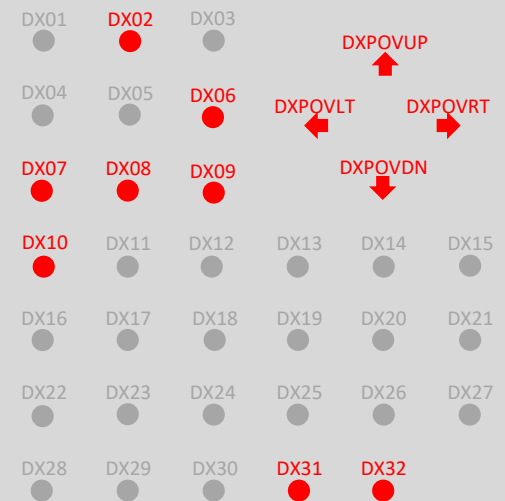 DX01 DX02 DX03
DXPOVUP
DX04 DX05 DX06 DXPOVLT DXPOVRT
DX07 DX08 DX09 DXPOVDN
DX10 DX11 DX12 DX13 DX14 DX15
DX16 DX17 DX18 DX19 DX20 DX21
DX22 DX23 DX24 DX25 DX26 DX27
DX28 DX29 DX30 DX31 DX32